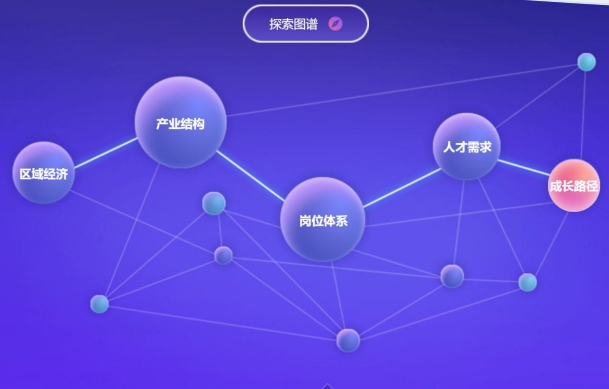 探索图谱
产业结构
区域经济
人才需求
成长路径
岗位体系